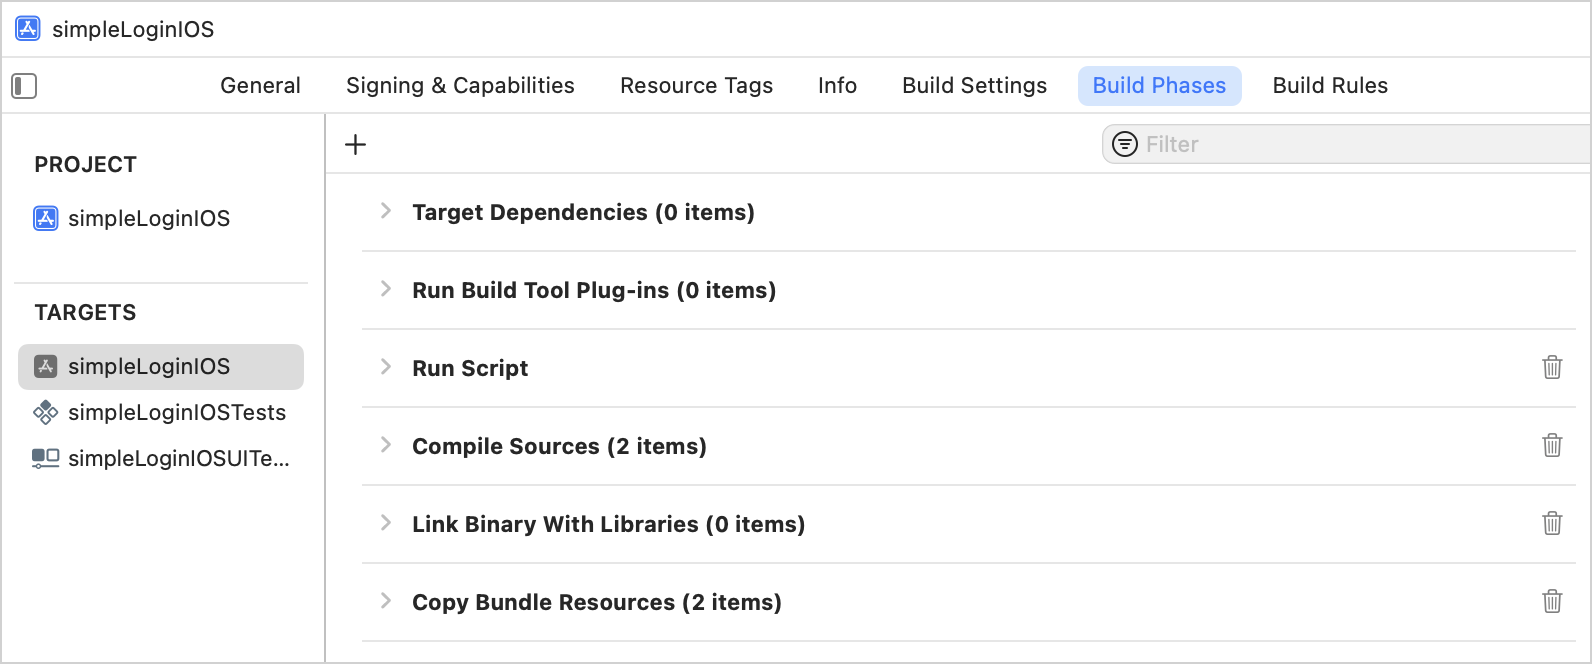 simpleLoginIOS
General Signing & Capabilities Resource Tags Info Build Settings Build Phases Build Rules
Filter
PROJECT
simpleLoginIOS
TARGETS
simpleLoginIOS
simpleLoginIOSTests
simpleLoginIOSUITe...
Target Dependencies (0 items)
Run Build Tool Plug-ins (0 items)
Run Script
Compile Sources (2 items)
Link Binary With Libraries (0 items)
Copy Bundle Resources (2 items)